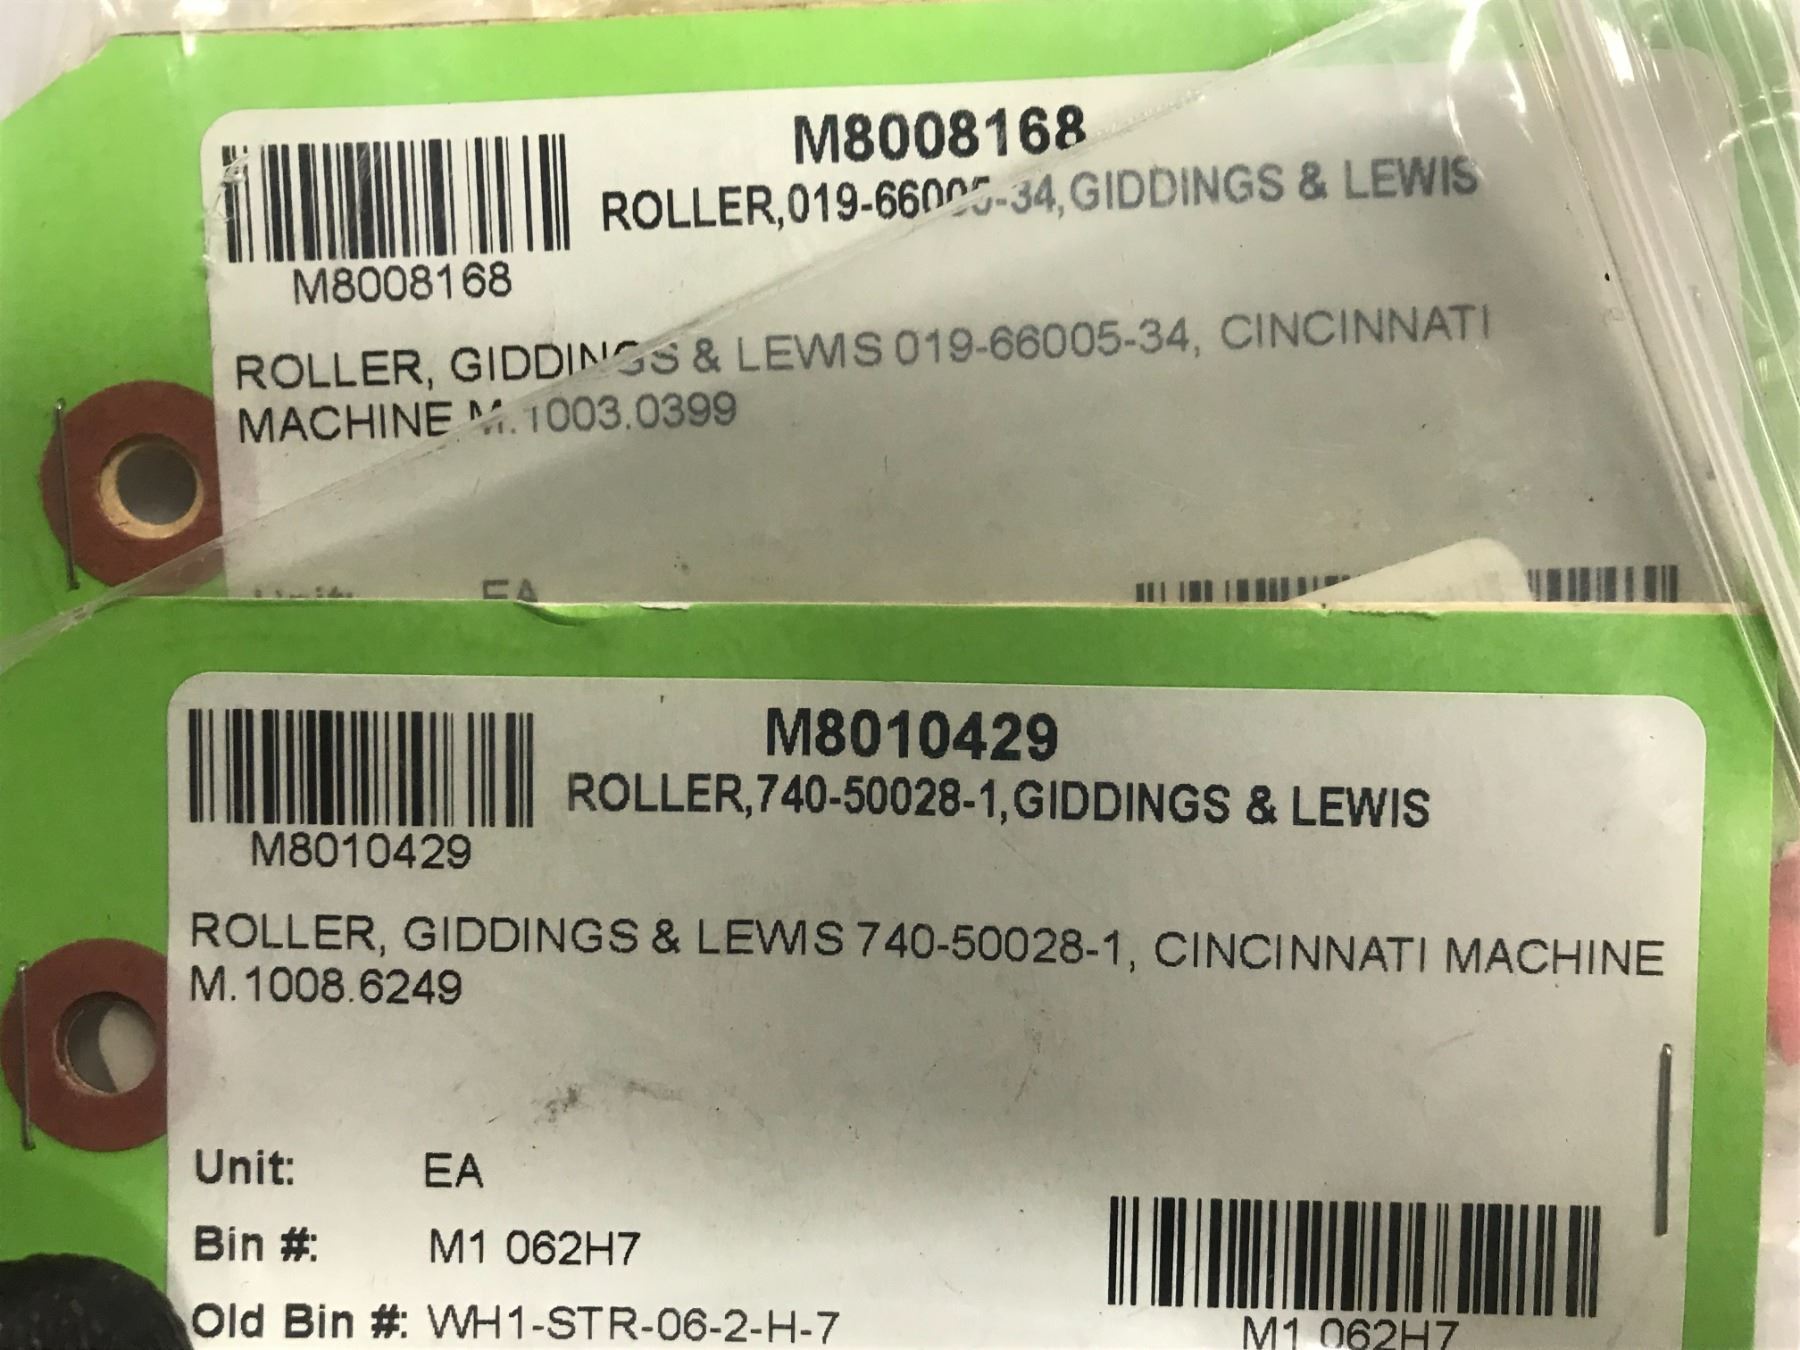 M8008168
ROLLER,019-66005-34,GIDDINGS & LEWIS
M8008168
ROLLER, GIDDINGS & LEWIS 019-66005-34, CINCINNATI
MACHINE M.1003.0399
Unit: EA
M8010429
ROLLER,740-50028-1,GIDDINGS & LEWIS
M8010429
ROLLER, GIDDINGS & LEWIS 740-50028-1, CINCINNATI MACHINE
M.1008.6249
Unit: EA
Bin #: M1 062H7
Old Bin #: WH1-STR-06-2-H-7
M1 062H7